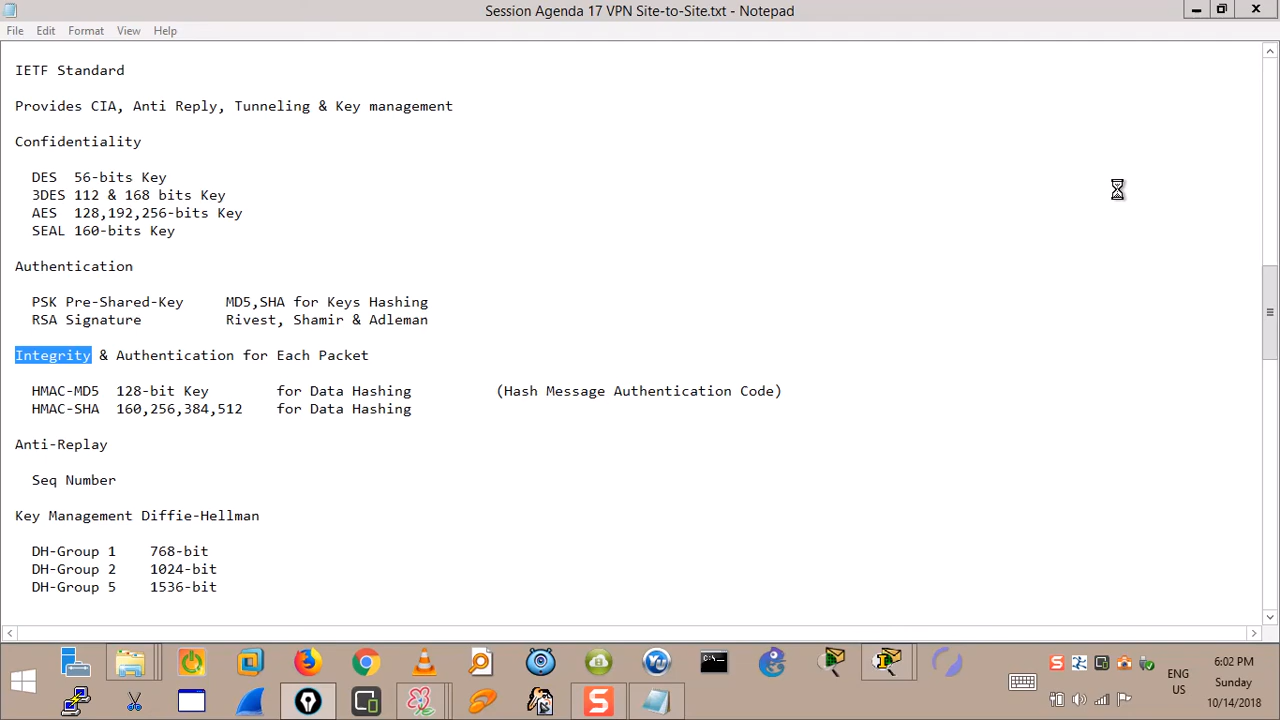 Session Agenda 17 VPN Site-to-Site.txt - Notepad
File Edit Format View Help
IETF Standard
Provides CIA, Anti Reply, Tunneling & Key management
Confidentiality
DES 56-bits Key
3DES 112 & 168 bits Key
AES 128,192,256-bits Key
SEAL 160-bits Key
Authentication
PSK Pre-Shared-Key MD5,SHA for Keys Hashing
RSA Signature Rivest, Shamir & Adleman
Integrity & Authentication for Each Packet
HMAC-MD5 128-bit Key for Data Hashing (Hash Message Authentication Code)
HMAC-SHA 160,256,384,512 for Data Hashing
Anti-Replay
Seq Number
Key Management Diffie-Hellman
DH-Group 1 768-bit
DH-Group 2 1024-bit
DH-Group 5 1536-bit
ENG
US
6:02 PM
Sunday
10/14/2018